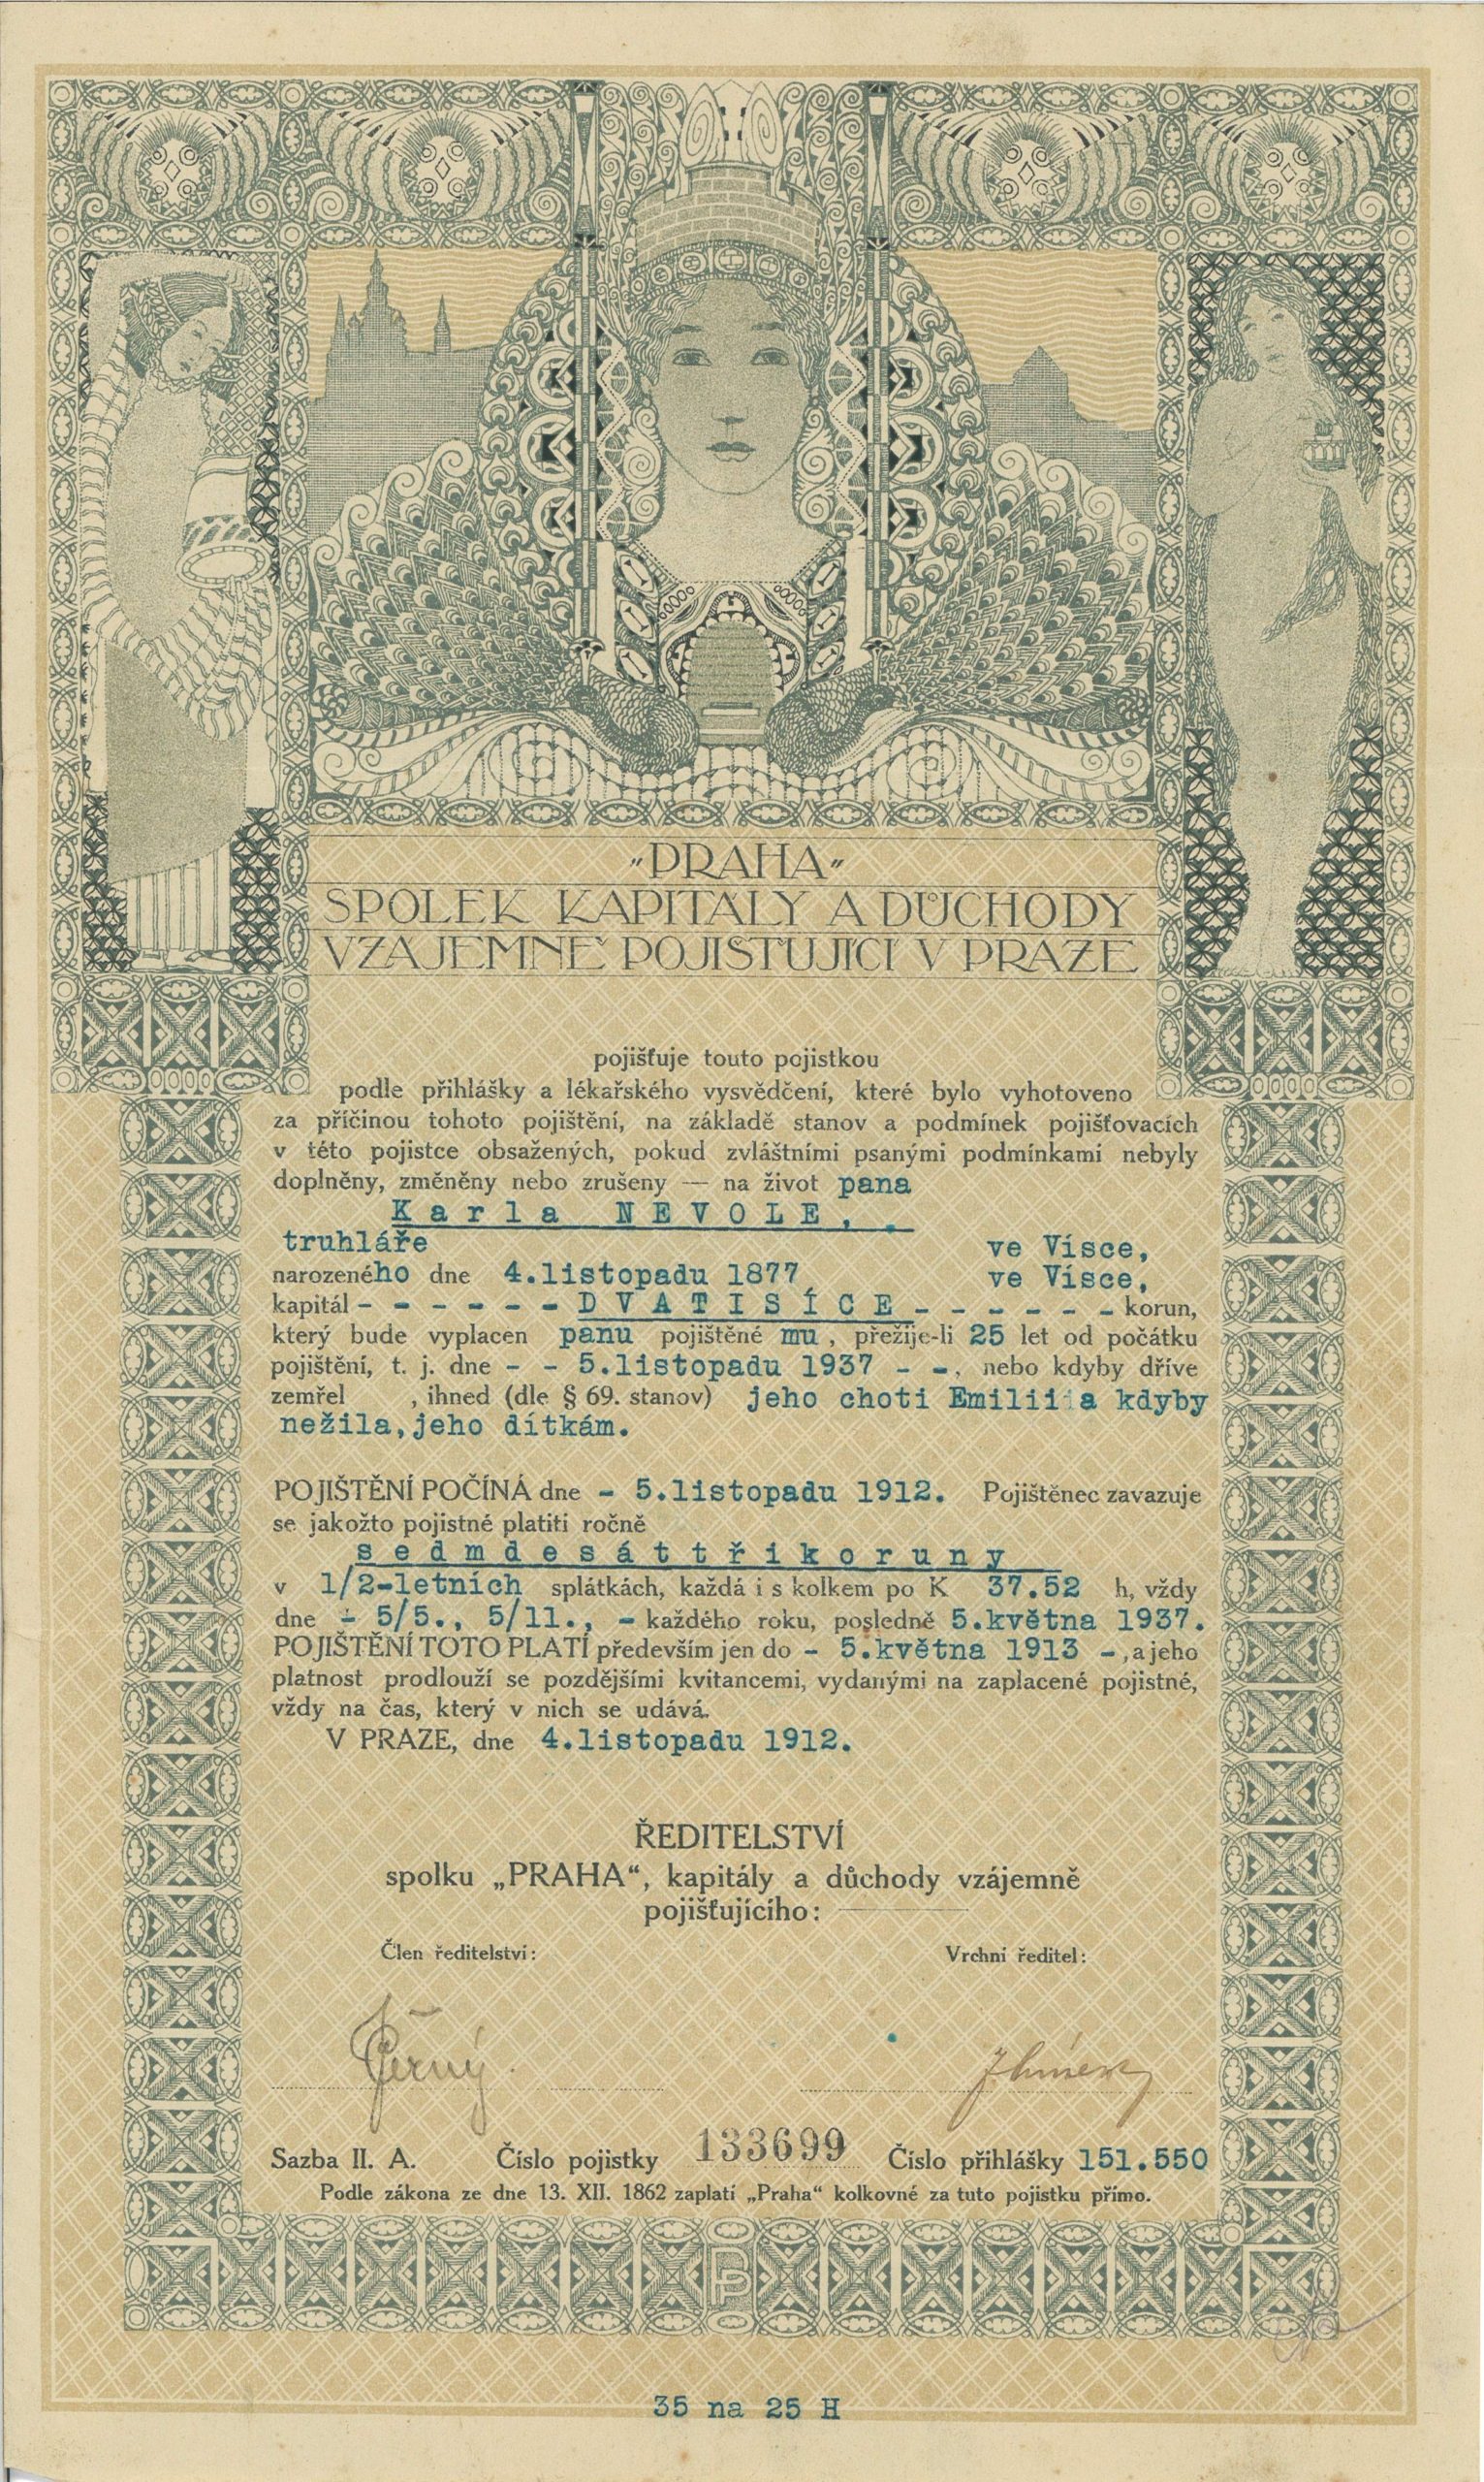 „PRAHA“
SPOLEK KAPITÁLY A DŮCHODY
VZÁJEMNĚ POJIŠŤUJÍCÍ V PRAZE
pojišťuje touto pojistkou
podle přihlášky a lékařského vysvědčení, které bylo vyhotoveno
za příčinou tohoto pojištění, na základě stanov a podmínek pojišťovacích
v této pojistce obsažených, pokud zvláštními psanými podmínkami nebyly
doplněny, změněny nebo zrušeny — na život pana
Karla NEVOLE,
truhláře ve Vísce,
narozeného dne 4.listopadu 1877 ve Vísce,
kapitál - - - - - - DVATISÍCE - - - - - - korun,
který bude vyplacen panu pojištěné mu, přežije-li 25 let od počátku
pojištění, t. j. dne - - 5.listopadu 1937 - -, nebo kdyby dříve
zemřel , ihned (dle § 69. stanov) jeho choti Emilii a kdyby
nežila, jeho dítkám.
POJIŠTĚNÍ POČÍNÁ dne - 5.listopadu 1912. Pojištěnec zavazuje
se jakožto pojistné platiti ročně
sedmdesáttřikoruny
v 1/2-letních splátkách, každá i s kolkem po K 37.52 h, vždy
dne - 5/5., 5/11., - každého roku, posledně 5.května 1937.
POJIŠTĚNÍ TOTO PLATÍ především jen do - 5.května 1913 -, a jeho
platnost prodlouží se pozdějšími kvitancemi, vydanými na zaplacené pojistné,
vždy na čas, který v nich se udává.
V PRAZE, dne 4.listopadu 1912.
ŘEDITELSTVÍ
spolku „PRAHA“, kapitály a důchody vzájemně
pojišťujícího:
Člen ředitelství: Vrchní ředitel:
Černý
Sazba II. A. Číslo pojistky 133699 Číslo přihlášky 151.550
Podle zákona ze dne 13. XII. 1862 zaplatí „Praha“ kolkovné za tuto pojistku přímo.
35 na 25 H